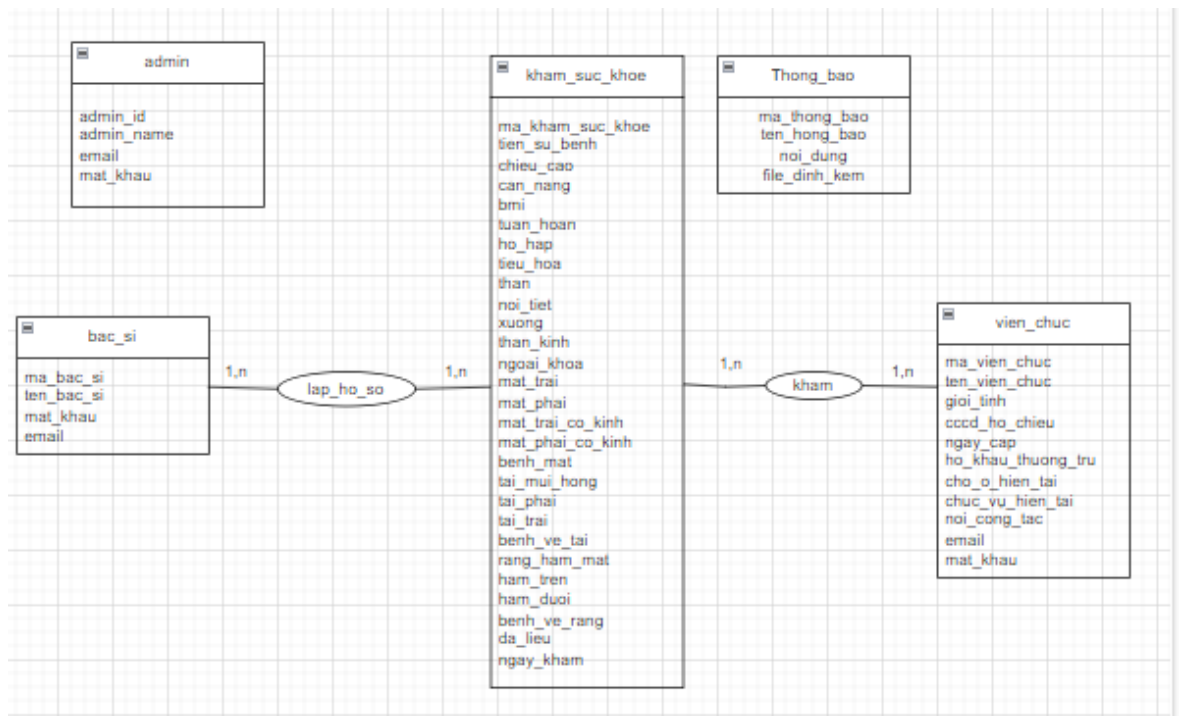 admin
admin_id
admin_name
email
mat_khau
kham_suc_khoe
ma_kham_suc_khoe
tien_su_benh
chieu_cao
can_nang
bmi
tuan_hoan
ho_hap
tieu_hoa
than
noi_tiet
xuong
than_kinh
ngoai_khoa
mat_trai
mat_phai
mat_trai_co_kinh
mat_phai_co_kinh
benh_mat
tai_mui_hong
tai_phai
tai_trai
benh_ve_tai
rang_ham_mat
ham_tren
ham_duoi
benh_ve_rang
da_lieu
ngay_kham
Thong_bao
ma_thong_bao
ten_hong_bao
noi_dung
file_dinh_kem
bac_si
ma_bac_si
ten_bac_si
mat_khau
email
1,n
lap_ho_so
1,n
1,n
kham
1,n
vien_chuc
ma_vien_chuc
ten_vien_chuc
gioi_tinh
cccd_ho_chieu
ngay_cap
ho_khau_thuong_tru
cho_o_hien_tai
chuc_vu_hien_tai
noi_cong_tac
email
mat_khau